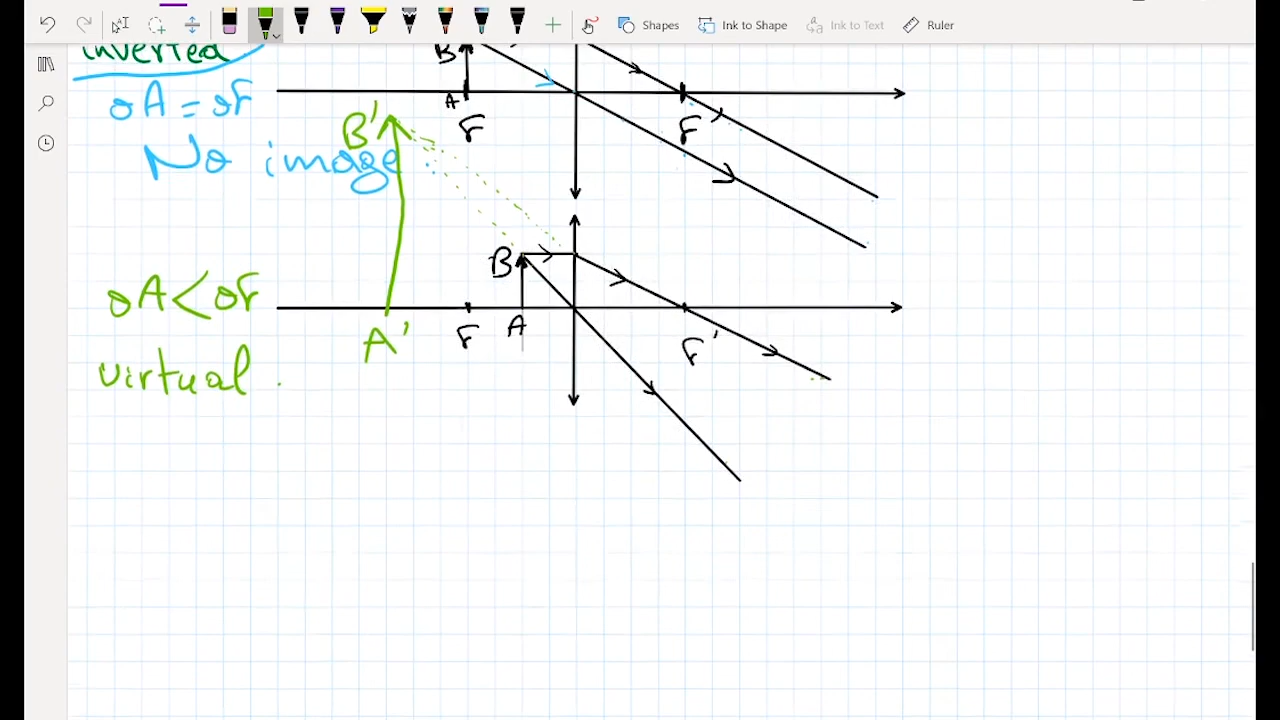 Shapes
Ink to Shape
Ink to Text
Ruler
inverted
B
A
F
F'
OA = OF
No image
B'
B
OA < OF
A'
F
A
F'
virtual